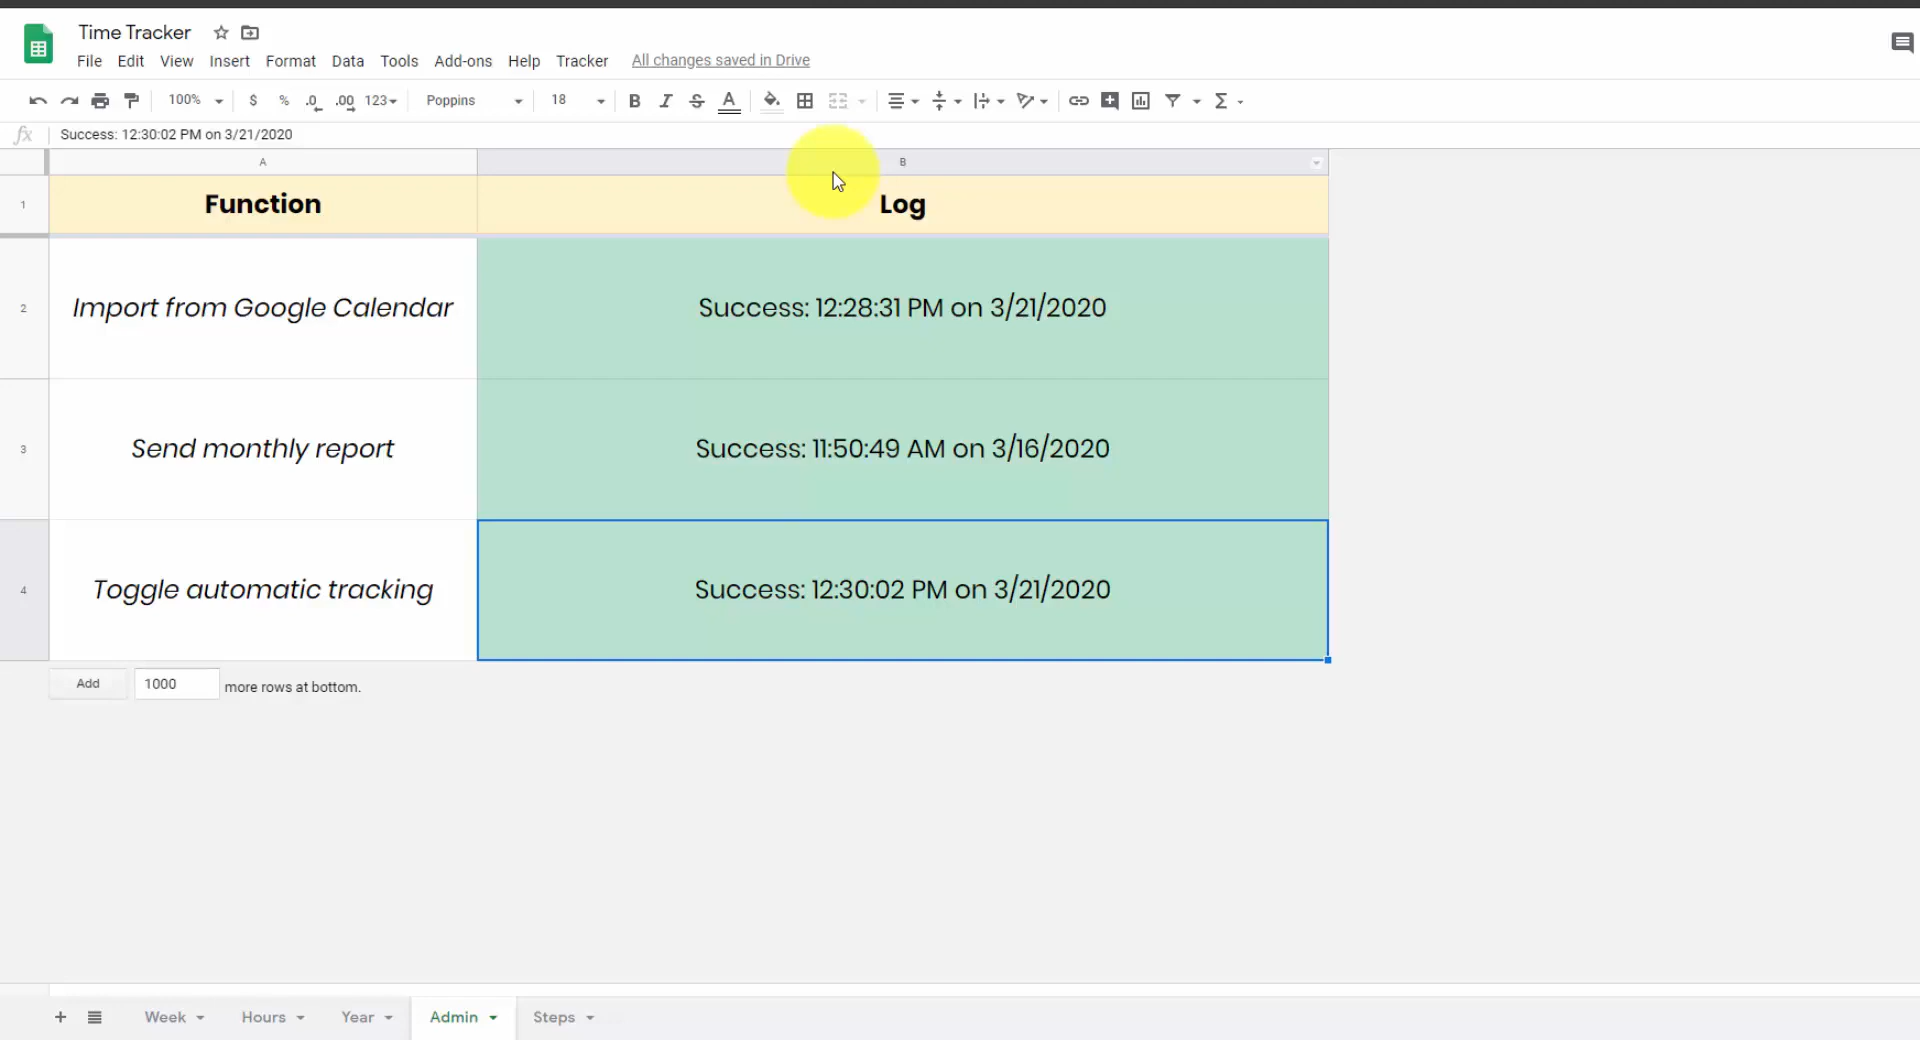 Time Tracker
File Edit View Insert Format Data Tools Add-ons Help Tracker All changes saved in Drive
100% $ % .0 .00 123 Poppins 18 B I S A Σ
fx Success: 12:30:02 PM on 3/21/2020
A B
1 Function Log
2 Import from Google Calendar Success: 12:28:31 PM on 3/21/2020
3 Send monthly report Success: 11:50:49 AM on 3/16/2020
4 Toggle automatic tracking Success: 12:30:02 PM on 3/21/2020
Add 1000 more rows at bottom.
+ Week Hours Year Admin Steps